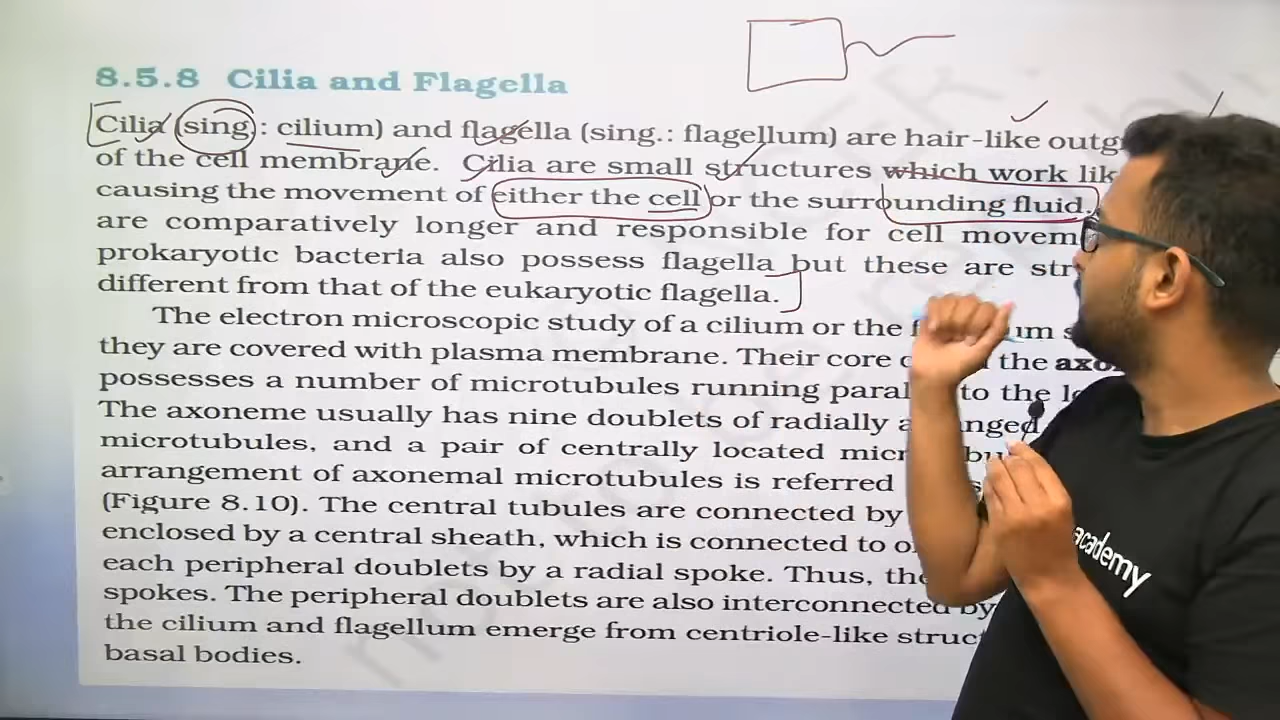 8.5.8 Cilia and Flagella
Cilia (sing: cilium) and flagella (sing.: flagellum) are hair-like
of the cell membrane. Cilia are small structures which work
causing the movement of either the cell or the surrounding fluid.
are comparatively longer and responsible for cell
prokaryotic bacteria also possess flagella but these are
different from that of the eukaryotic flagella.
The electron microscopic study of a cilium or the
they are covered with plasma membrane. Their core the
possesses a number of microtubules running to the
The axoneme usually has nine doublets of radially
microtubules, and a pair of centrally located
arrangement of axonemal microtubules is referred
(Figure 8.10). The central tubules are connected by
enclosed by a central sheath, which is connected to
each peripheral doublets by a radial spoke. Thus,
spokes. The peripheral doublets are also interconnected by
the cilium and flagellum emerge from centriole-like
basal bodies.
academy